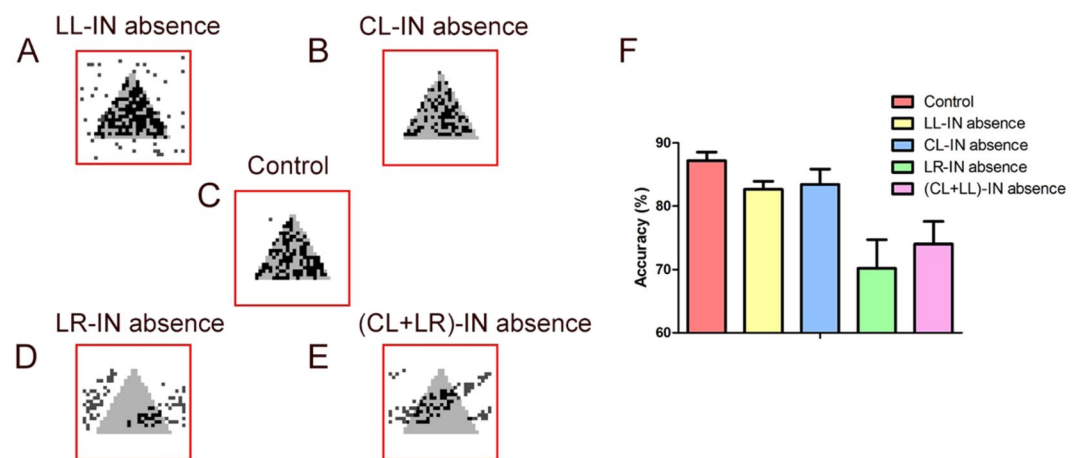 A
LL-IN absence
B
CL-IN absence
C
Control
D
LR-IN absence
E
(CL+LR)-IN absence
F
Control
LL-IN absence
CL-IN absence
LR-IN absence
(CL+LL)-IN absence
Accuracy (%)
90
80
70
60